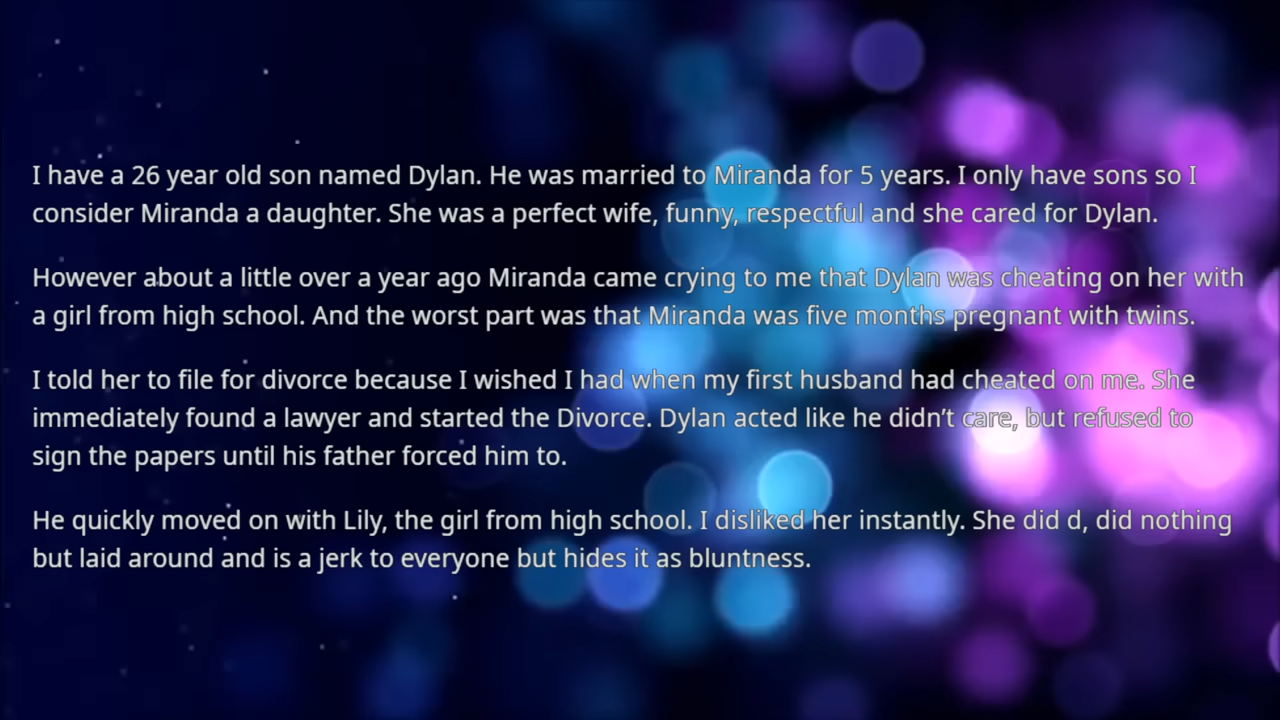 I have a 26 year old son named Dylan. He was married to Miranda for 5 years. I only have sons so I
consider Miranda a daughter. She was a perfect wife, funny, respectful and she cared for Dylan.
However about a little over a year ago Miranda came crying to me that Dylan was cheating on her with
a girl from high school. And the worst part was that Miranda was five months pregnant with twins.
I told her to file for divorce because I wished I had when my first husband had cheated on me. She
immediately found a lawyer and started the Divorce. Dylan acted like he didn’t care, but refused to
sign the papers until his father forced him to.
He quickly moved on with Lily, the girl from high school. I disliked her instantly. She did d, did nothing
but laid around and is a jerk to everyone but hides it as bluntness.